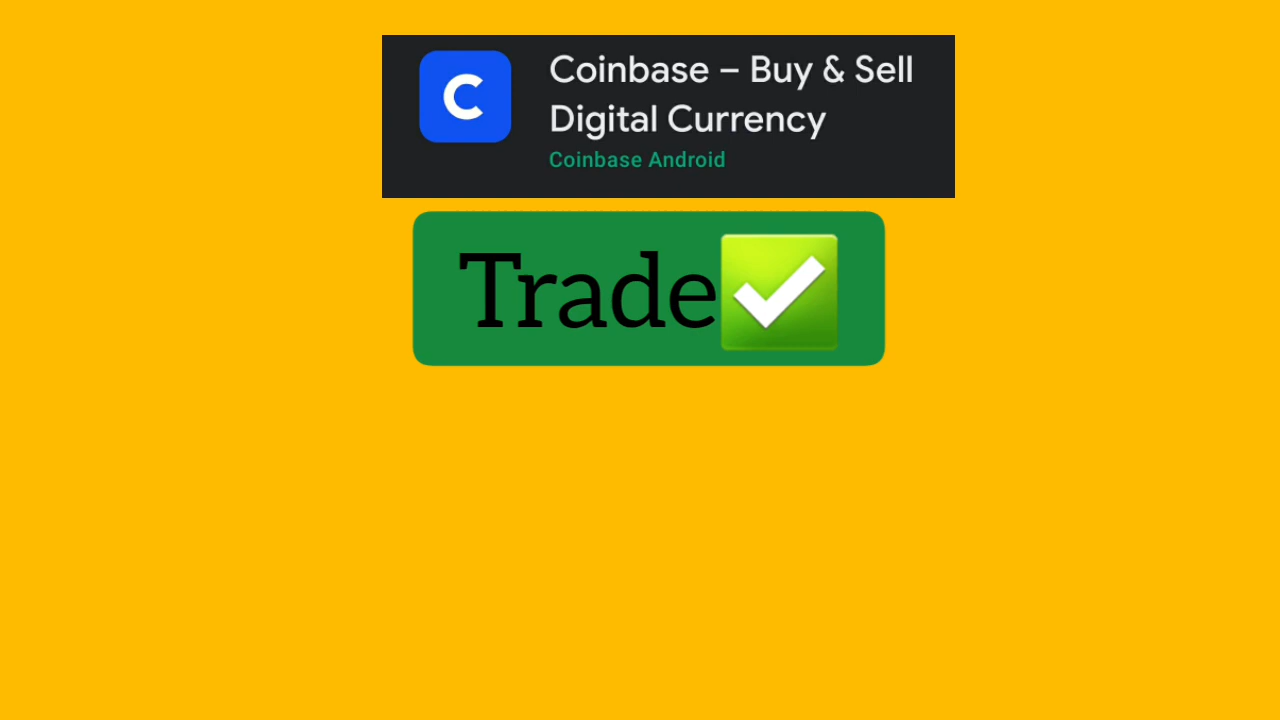 Coinbase – Buy & Sell
Digital Currency
Coinbase Android
Trade✅